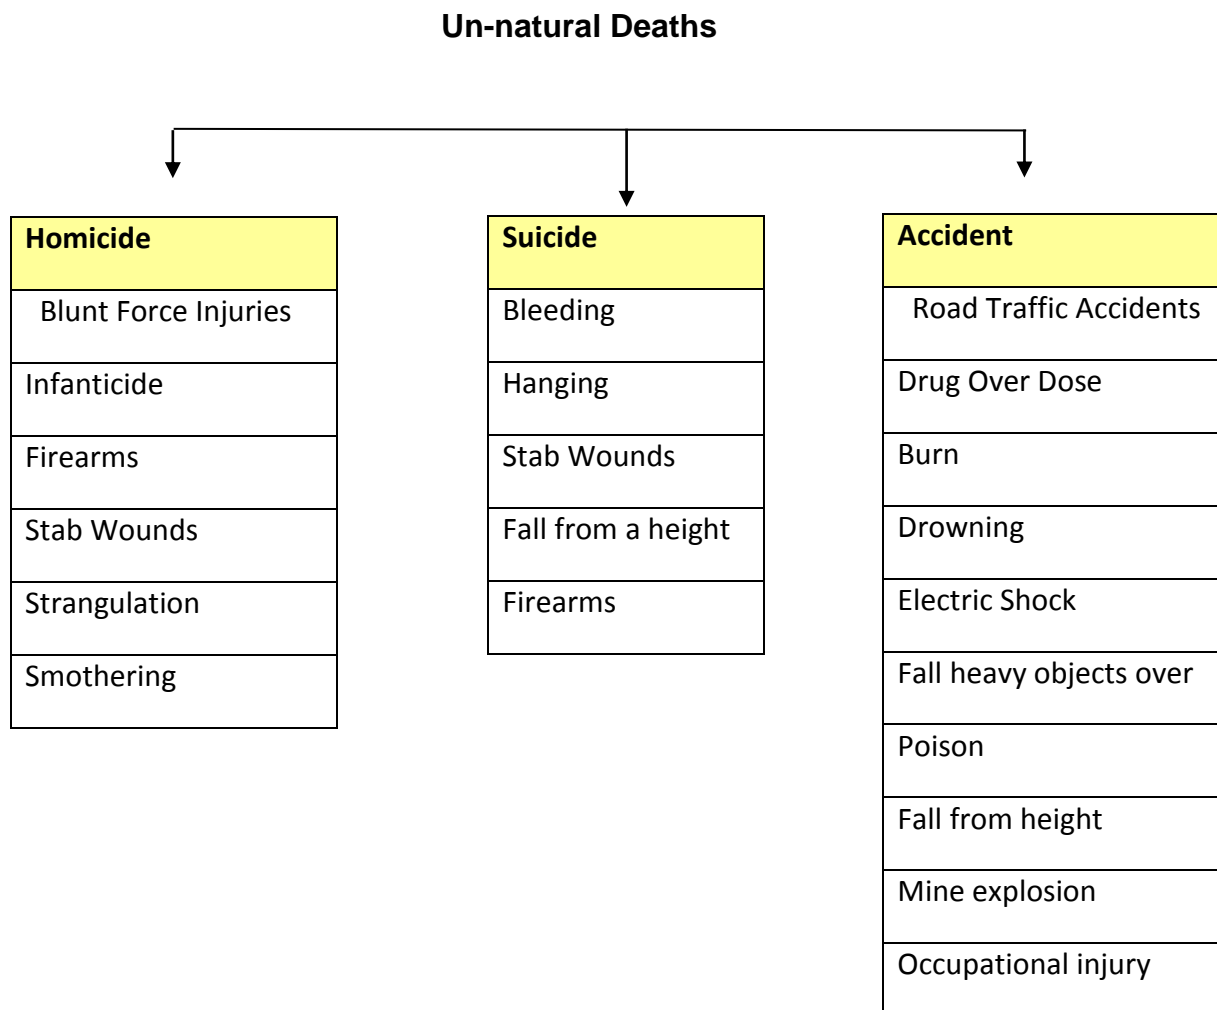 Un-natural Deaths
Homicide
Blunt Force Injuries
Infanticide
Firearms
Stab Wounds
Strangulation
Smothering
Suicide
Bleeding
Hanging
Stab Wounds
Fall from a height
Firearms
Accident
Road Traffic Accidents
Drug Over Dose
Burn
Drowning
Electric Shock
Fall heavy objects over
Poison
Fall from height
Mine explosion
Occupational injury